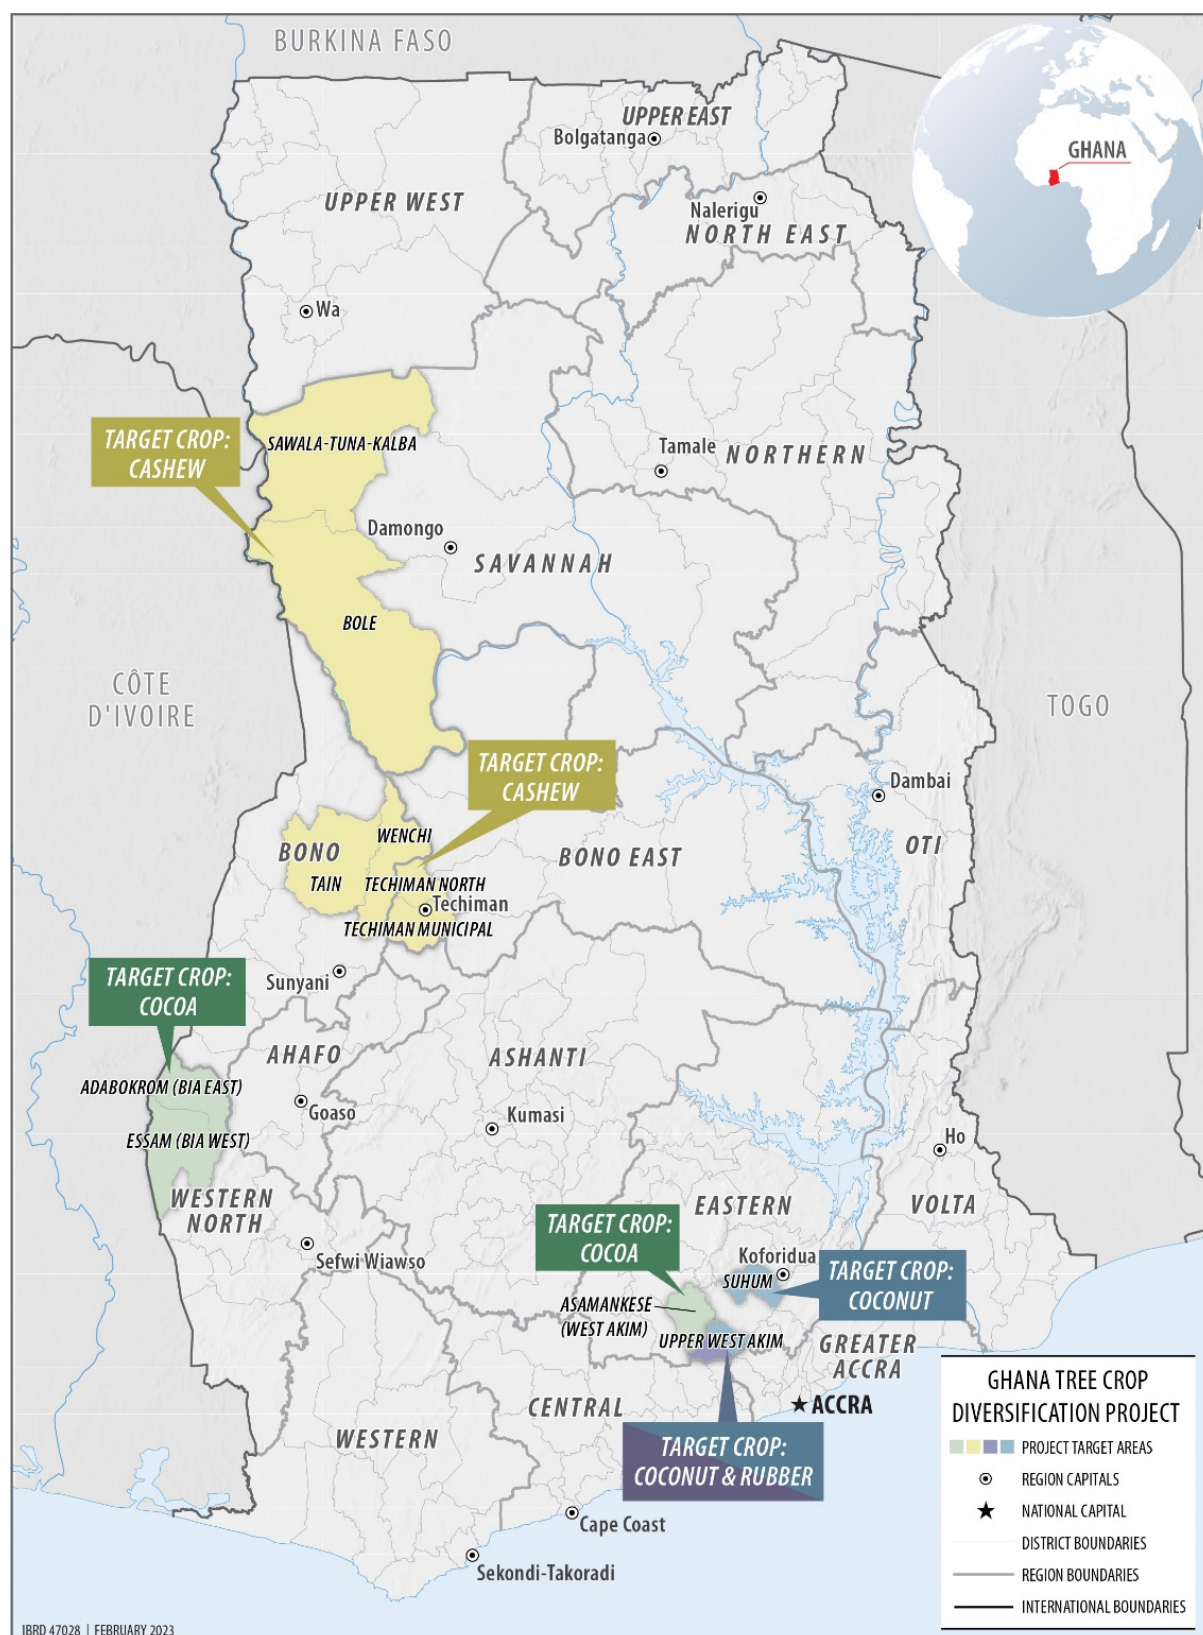 BURKINA FASO
UPPER EAST
Bolgatanga
GHANA
UPPER WEST
Nalerigu
NORTH EAST
Wa
TARGET CROP:
CASHEW
SAWALA-TUNA-KALBA
Tamale
NORTHERN
Damongo
SAVANNAH
BOLE
CÔTE
D'IVOIRE
TOGO
TARGET CROP:
CASHEW
Dambai
WENCHI
BONO
BONO EAST
OTI
TAIN
TECHIMAN NORTH
Techiman
TECHIMAN MUNICIPAL
Sunyani
TARGET CROP:
COCOA
AHAFO
ASHANTI
ADABOKROM (BIA EAST)
Goaso
Kumasi
ESSAM (BIA WEST)
Ho
WESTERN
NORTH
EASTERN
VOLTA
TARGET CROP:
COCOA
Sefwi Wiawso
Koforidua
SUHUM
TARGET CROP:
COCONUT
ASAMANKESE
(WEST AKIM)
UPPER WEST AKIM
GREATER
ACCRA
ACCRA
CENTRAL
WESTERN
TARGET CROP:
COCONUT & RUBBER
Cape Coast
Sekondi-Takoradi
GHANA TREE CROP
DIVERSIFICATION PROJECT
PROJECT TARGET AREAS
REGION CAPITALS
NATIONAL CAPITAL
DISTRICT BOUNDARIES
REGION BOUNDARIES
INTERNATIONAL BOUNDARIES
IBRD 47028 | FEBRUARY 2023